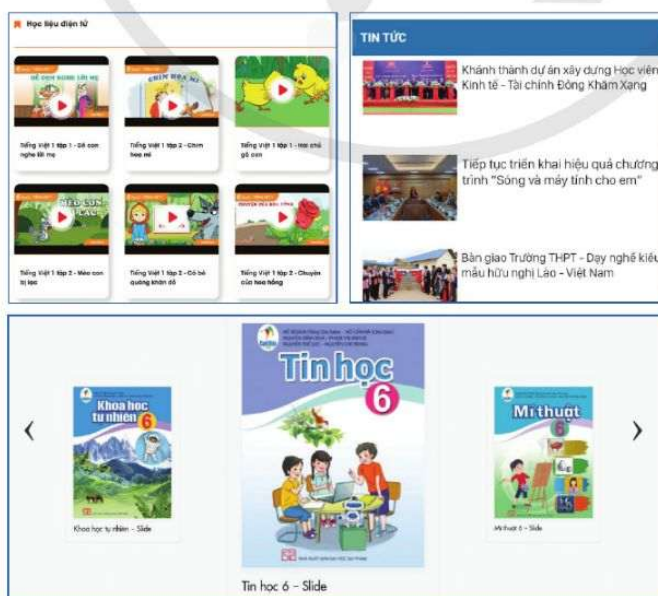 Học liệu điện tử
Tiếng Việt 1 tập 1 - Dê con
nghe lời mẹ
Tiếng Việt 1 tập 2 - Chim
họa mi
Tiếng Việt 1 tập 1 - Hai chú
gà con
Tiếng Việt 1 tập 2 - Mèo con
bị lạc
Tiếng Việt 1 tập 2 - Cô bé
quàng khăn đỏ
Tiếng Việt 1 tập 2 - Chuyện
của hoa hồng
TIN TỨC
Khánh thành dự án xây dựng Học viện
Kinh tế - Tài chính Đông Khăm Xạng
Tiếp tục triển khai hiệu quả chương
trình "Sóng và máy tính cho em"
Bàn giao Trường THPT - Dạy nghề kiểu
mẫu hữu nghị Lào - Việt Nam
‹
Khoa học
tự nhiên 6
Khoa học tự nhiên - Slide
Tin học
6
Tin học 6 - Slide
Mĩ thuật
6
Mĩ thuật 6 - Slide
›